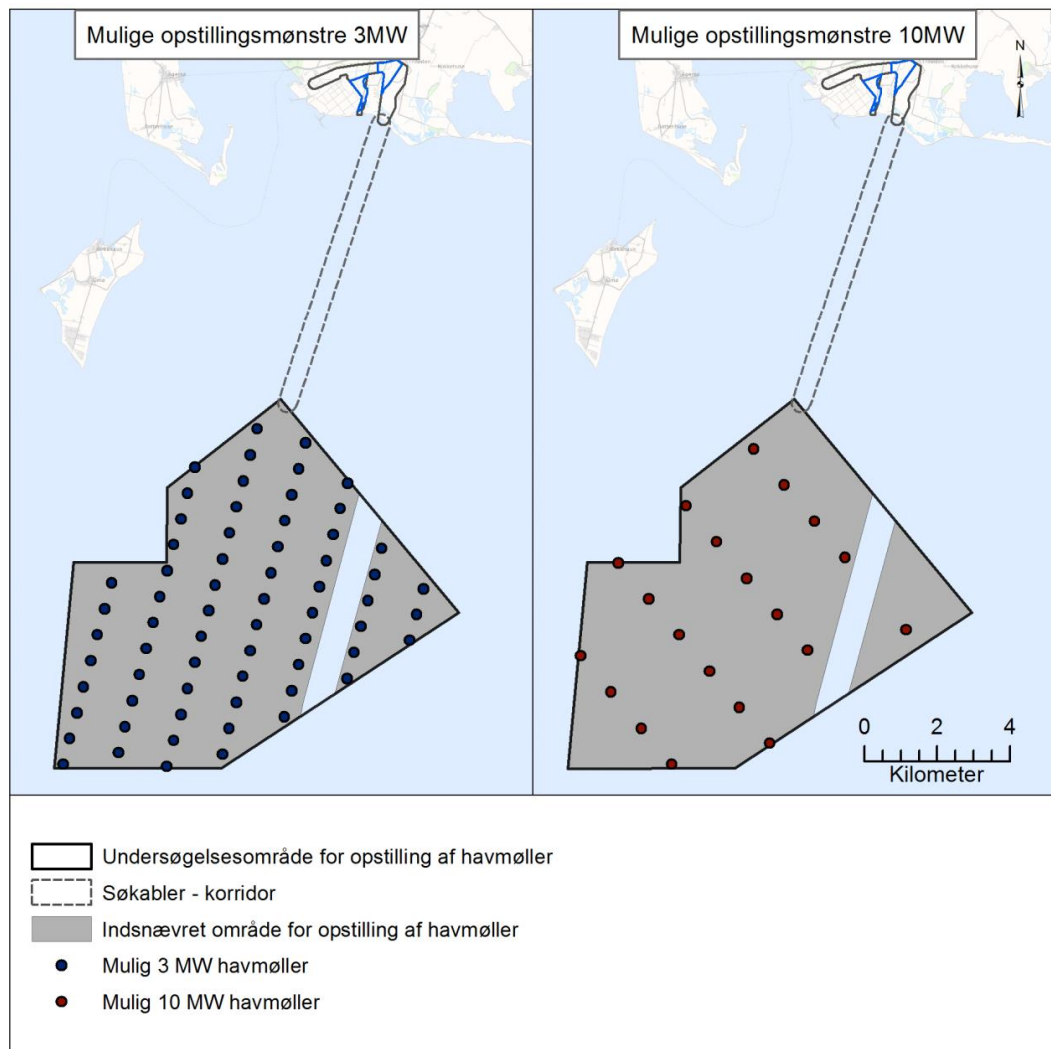 Mulige opstillingsmønstre 3MW
Mulige opstillingsmønstre 10MW
N
0 2 4
Kilometer
Undersøgelsesområde for opstilling af havmøller
Søkabler - korridor
Indsnævret område for opstilling af havmøller
Mulig 3 MW havmøller
Mulig 10 MW havmøller